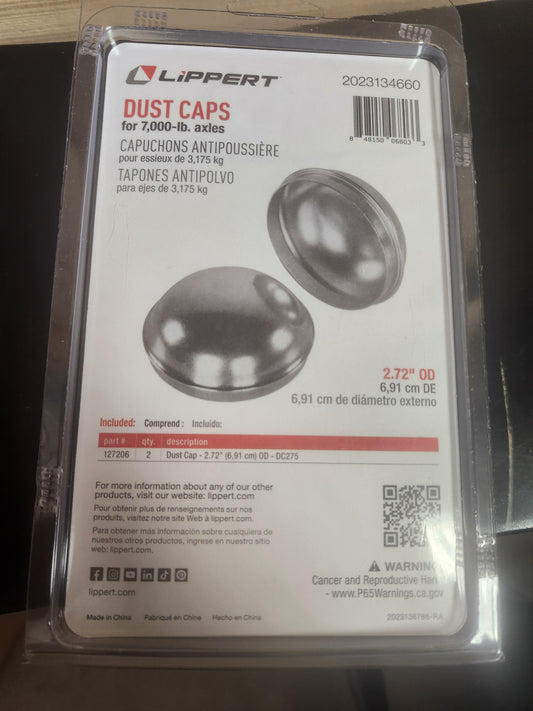 LIPPERT
2023134660
DUST CAPS
for 7,000-lb. axles
8 48150 06803 3
CAPUCHONS ANTIPOUSSIÈRE
pour essieux de 3,175 kg
TAPONES ANTIPOLVO
para ejes de 3,175 kg
2.72" OD
6,91 cm DE
6,91 cm de diámetro externo
Included: Comprend : Incluido:
part # qty. description
127206 2 Dust Cap - 2.72" (6,91 cm) OD - DC275
For more information about any of our other
products, visit our website: lippert.com.
Pour obtenir plus de renseignements sur nos
produits, visitez notre site Web à lippert.com.
Para obtener más información sobre cualquiera de
nuestros otros productos, ingrese en nuestro sitio
web: lippert.com.
WARNING
Cancer and Reproductive Harm
- www.P65Warnings.ca.gov
lippert.com
Made in China Fabriqué en Chine Hecho en China
2023136786-RA